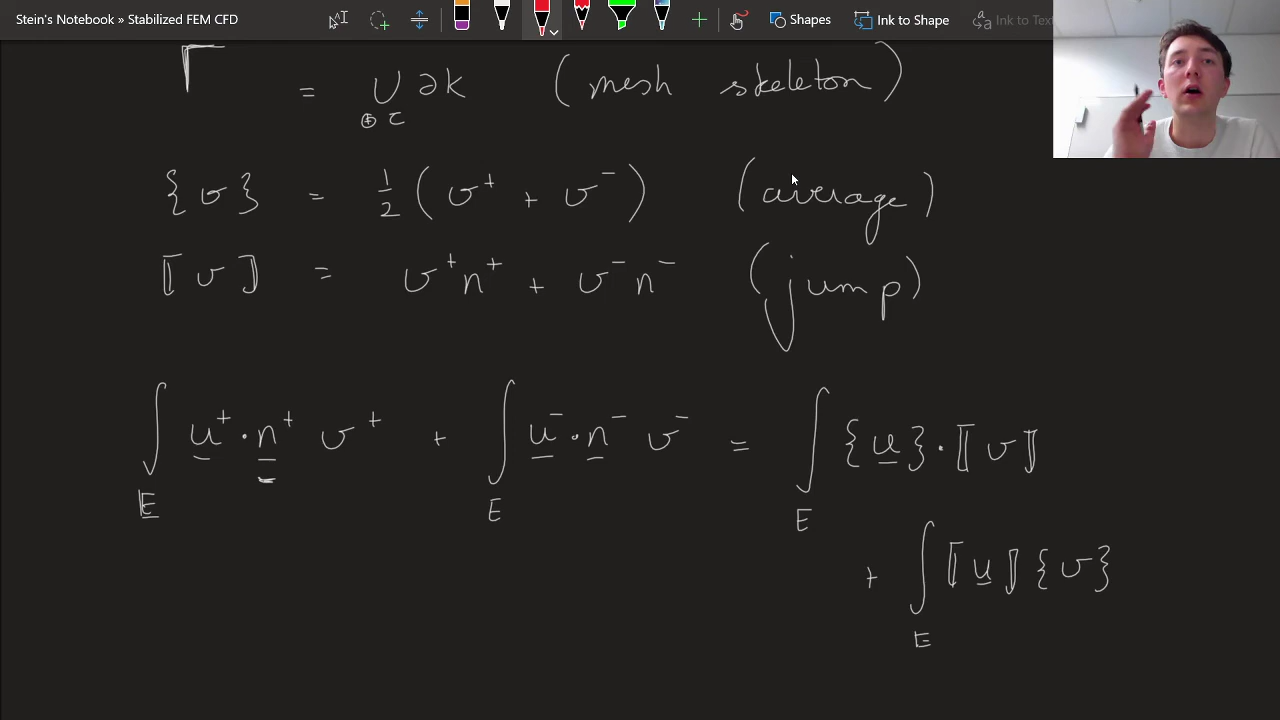 Stein's Notebook » Stabilized FEM CFD
Shapes
Ink to Shape
Ink to Text
Γ = ∪ ∂K (mesh skeleton)
{v} = 1/2 (v⁺ + v⁻) (average)
⟦v⟧ = v⁺n⁺ + v⁻n⁻ (jump)
∫_E u⁺·n⁺ v⁺ + ∫_E u⁻·n⁻ v⁻ = ∫_E {u}·⟦v⟧
+ ∫_E ⟦u⟧{v}